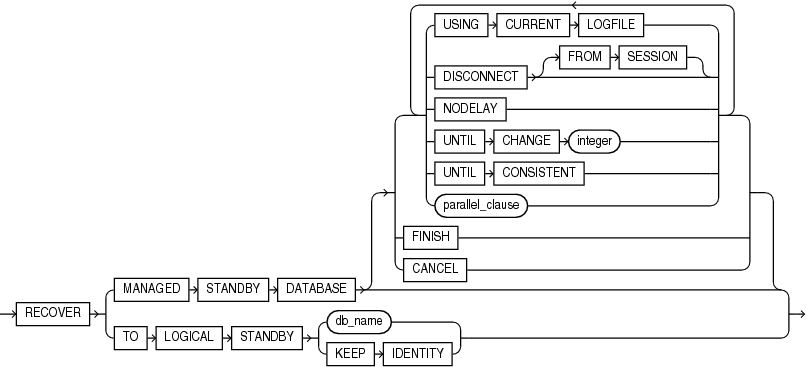 USING CURRENT LOGFILE
FROM SESSION
DISCONNECT
NODELAY
UNTIL CHANGE integer
UNTIL CONSISTENT
parallel_clause
FINISH
CANCEL
MANAGED STANDBY DATABASE
RECOVER
TO LOGICAL STANDBY
db_name
KEEP IDENTITY